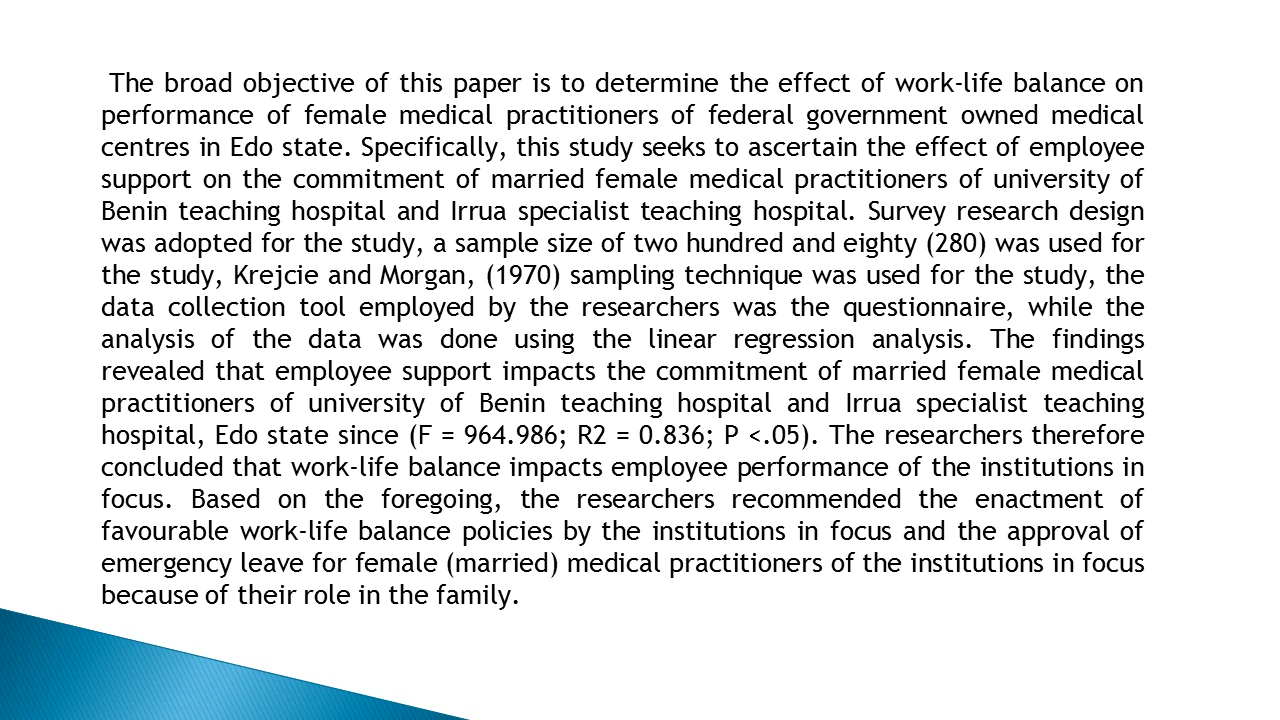 The broad objective of this paper is to determine the effect of work-life balance on
performance of female medical practitioners of federal government owned medical
centres in Edo state. Specifically, this study seeks to ascertain the effect of employee
support on the commitment of married female medical practitioners of university of
Benin teaching hospital and Irrua specialist teaching hospital. Survey research design
was adopted for the study, a sample size of two hundred and eighty (280) was used for
the study, Krejcie and Morgan, (1970) sampling technique was used for the study, the
data collection tool employed by the researchers was the questionnaire, while the
analysis of the data was done using the linear regression analysis. The findings
revealed that employee support impacts the commitment of married female medical
practitioners of university of Benin teaching hospital and Irrua specialist teaching
hospital, Edo state since (F = 964.986; R2 = 0.836; P <.05). The researchers therefore
concluded that work-life balance impacts employee performance of the institutions in
focus. Based on the foregoing, the researchers recommended the enactment of
favourable work-life balance policies by the institutions in focus and the approval of
emergency leave for female (married) medical practitioners of the institutions in focus
because of their role in the family.